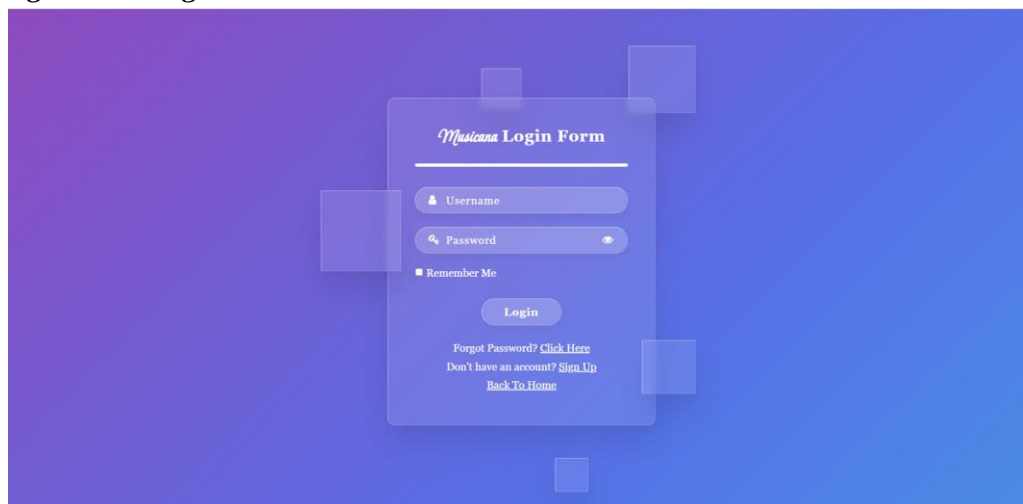 Musicana Login Form
Username
Password
Remember Me
Login
Forgot Password? Click Here
Don't have an account? Sign Up
Back To Home